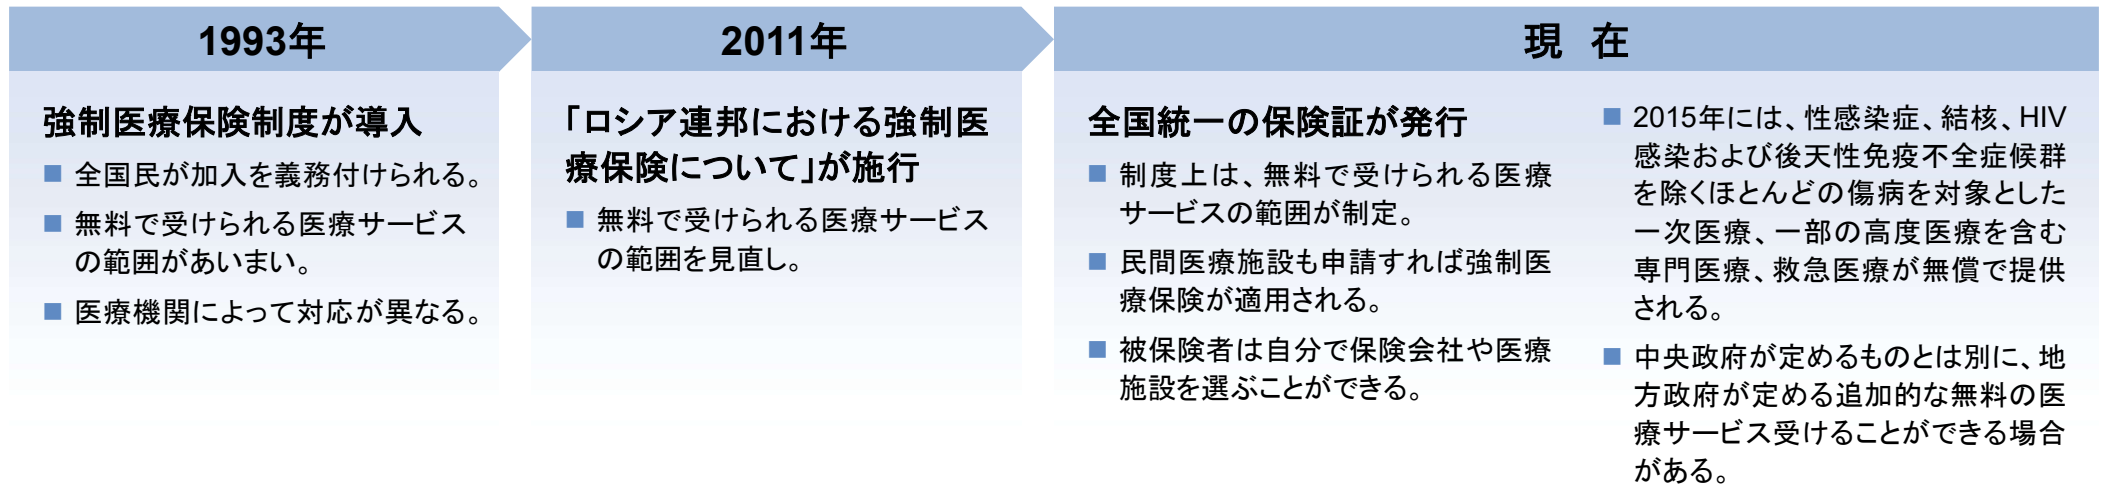 1993年
強制医療保険制度が導入
全国民が加入を義務付けられる。
無料で受けられる医療サービス
の範囲があいまい。
医療機関によって対応が異なる。
2011年
「ロシア連邦における強制医
療保険について」が施行
無料で受けられる医療サービス
の範囲を見直し。
現 在
全国統一の保険証が発行
制度上は、無料で受けられる医療
サービスの範囲が制定。
民間医療施設も申請すれば強制医
療保険が適用される。
被保険者は自分で保険会社や医療
施設を選ぶことができる。
2015年には、性感染症、結核、HIV
感染および後天性免疫不全症候群
を除くほとんどの傷病を対象とした
一次医療、一部の高度医療を含む
専門医療、救急医療が無償で提供
される。
中央政府が定めるものとは別に、地
方政府が定める追加的な無料の医
療サービス受けることができる場合
がある。